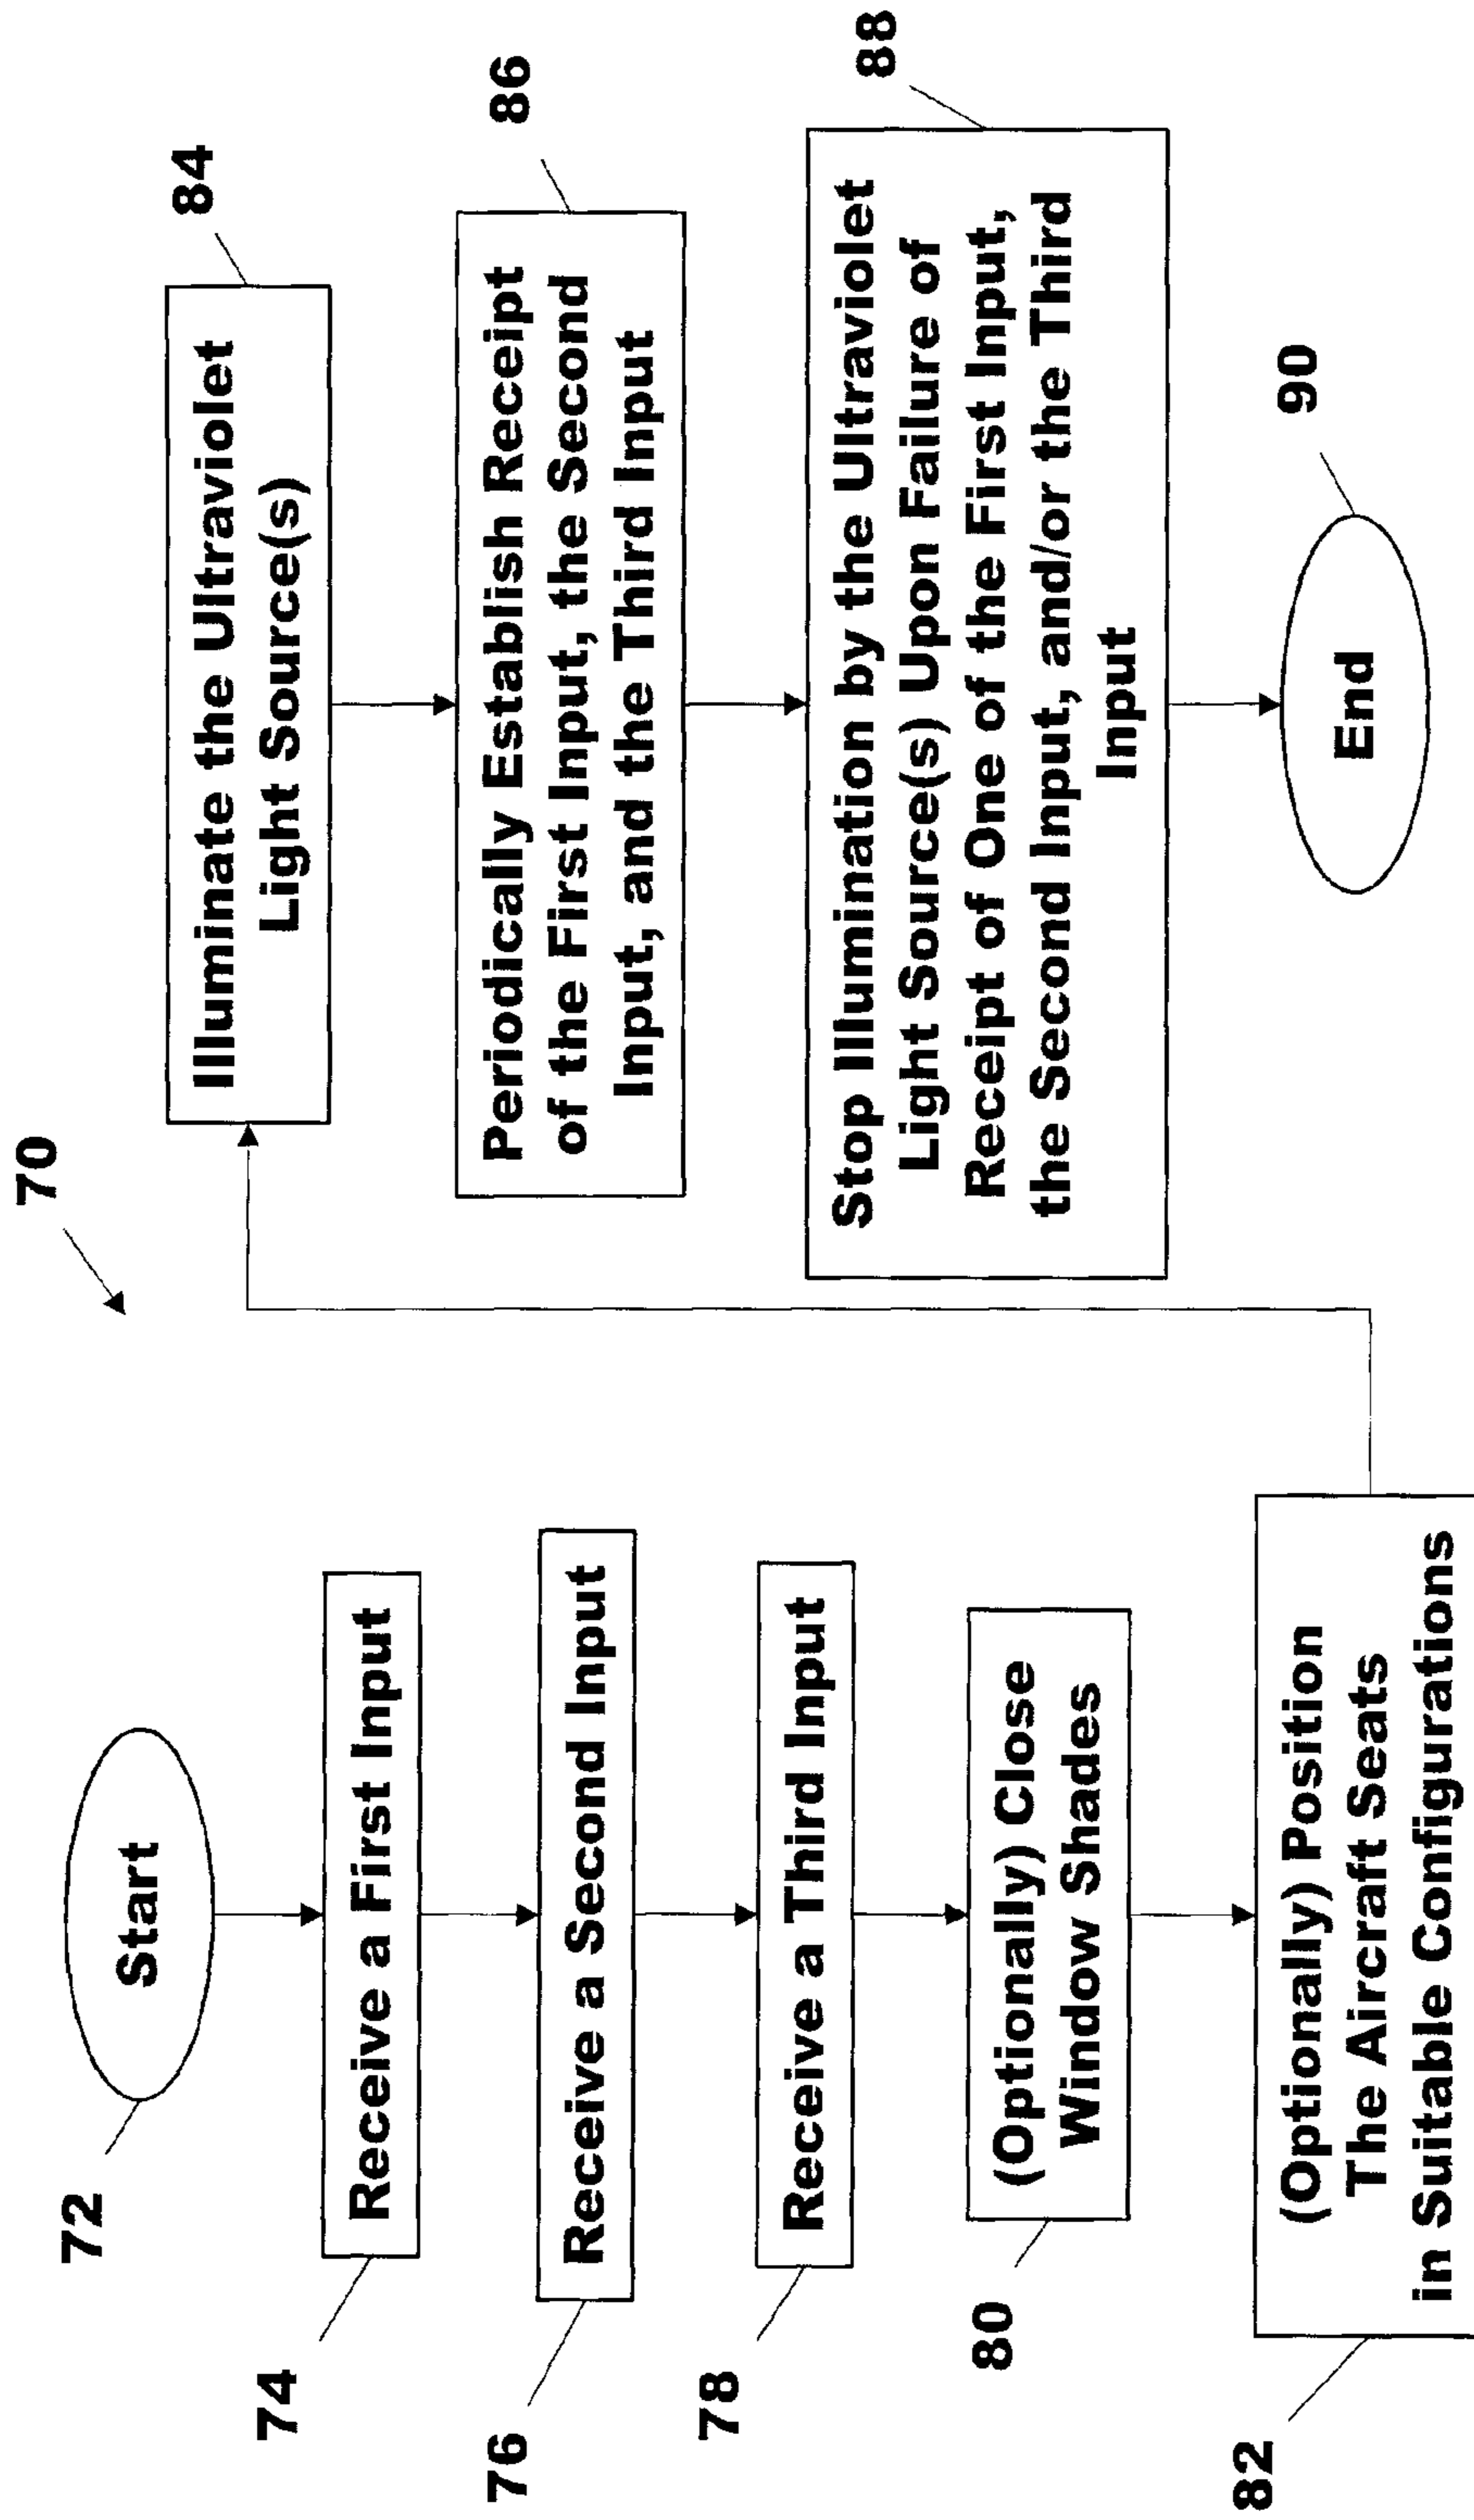 70
72
Start
74
Receive a First Input
76
Receive a Second Input
78
Receive a Third Input
80
(Optionally) Close
Window Shades
82
(Optionally) Position
The Aircraft Seats
in Suitable Configurations
84
Illuminate the Ultraviolet
Light Source(s)
86
Periodically Establish Receipt
of the First Input, the Second
Input, and the Third Input
88
Stop Illumination by the Ultraviolet
Light Source(s) Upon Failure of
Receipt of One of the First Input,
the Second Input, and/or the Third
Input
90
End